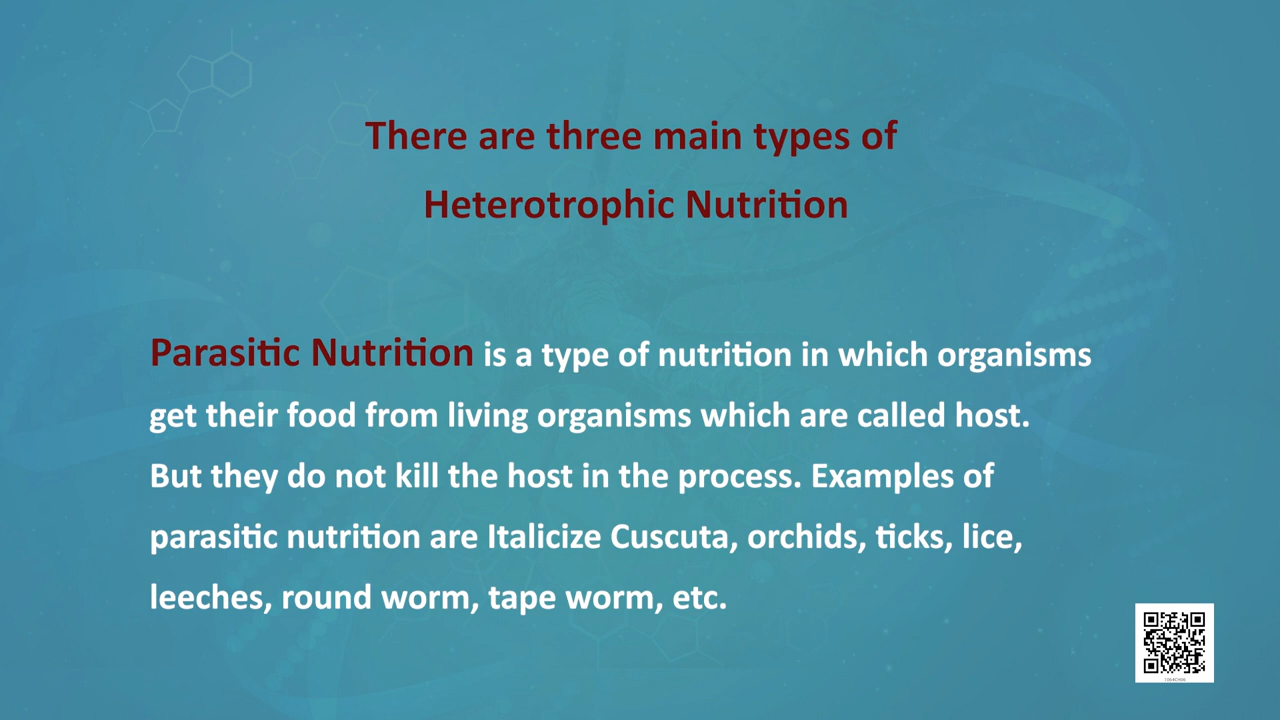 There are three main types of
Heterotrophic Nutrition
Parasitic Nutrition is a type of nutrition in which organisms
get their food from living organisms which are called host.
But they do not kill the host in the process. Examples of
parasitic nutrition are Italicize Cuscuta, orchids, ticks, lice,
leeches, round worm, tape worm, etc.